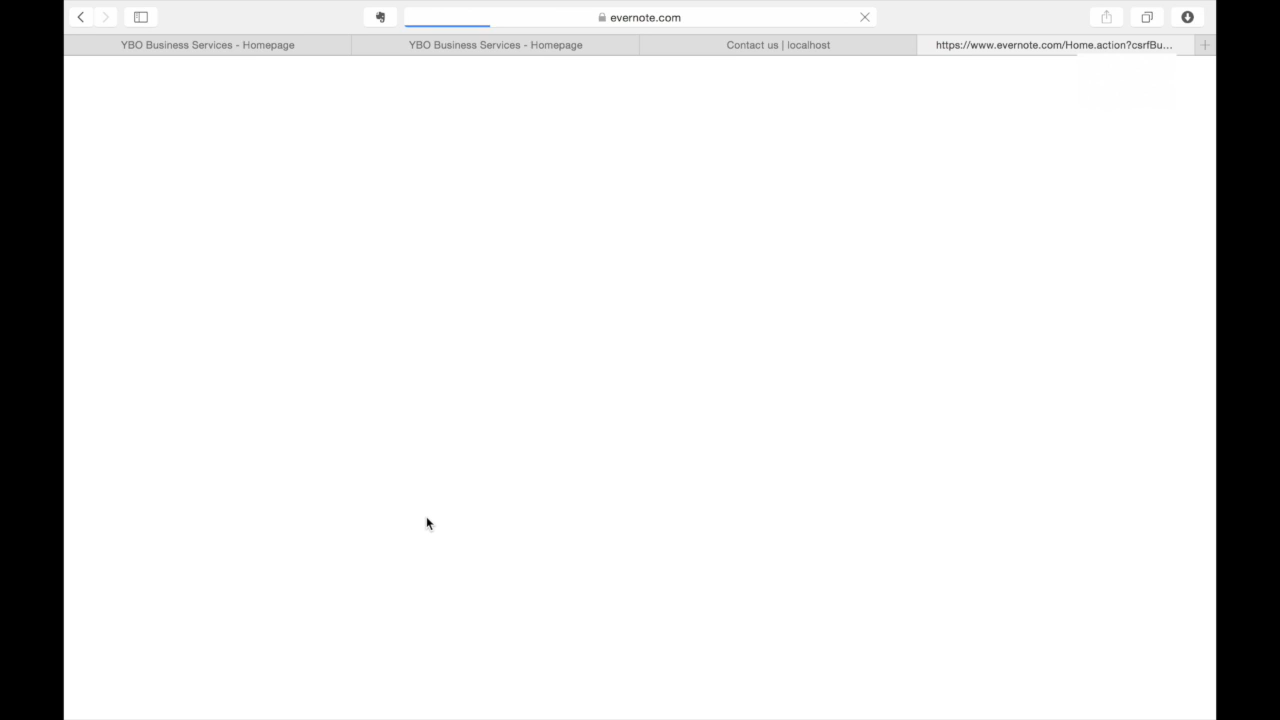 evernote.com
YBO Business Services - Homepage
YBO Business Services - Homepage
Contact us | localhost
https://www.evernote.com/Home.action?csrfBu...